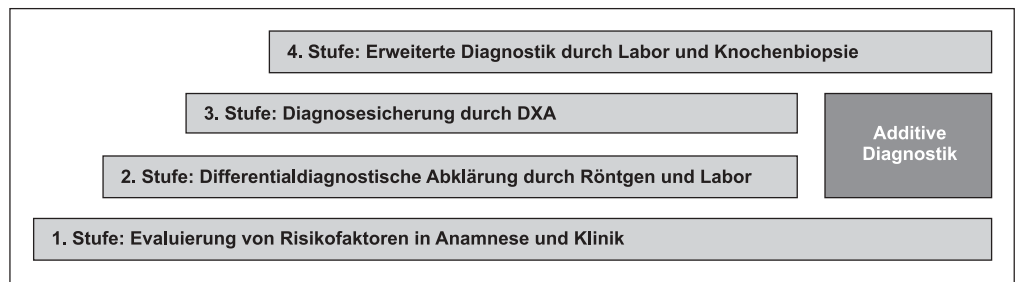 4. Stufe: Erweiterte Diagnostik durch Labor und Knochenbiopsie
3. Stufe: Diagnosesicherung durch DXA
Additive
Diagnostik
2. Stufe: Differentialdiagnostische Abklärung durch Röntgen und Labor
1. Stufe: Evaluierung von Risikofaktoren in Anamnese und Klinik